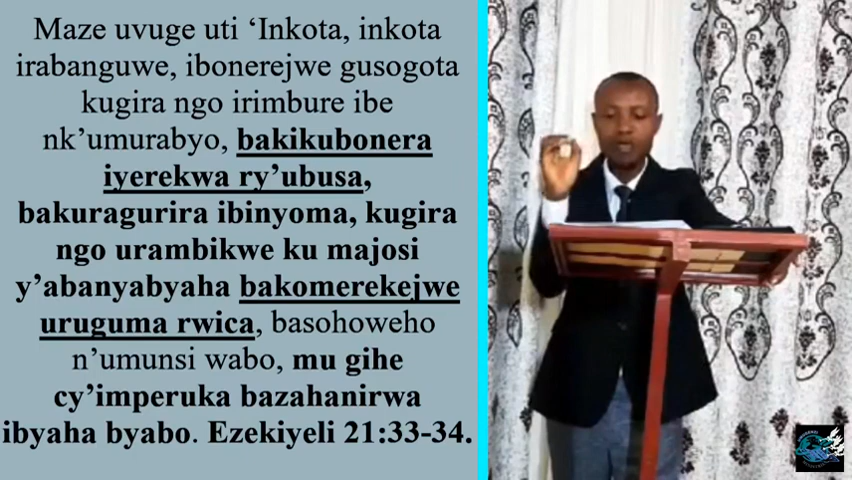 Maze uvuge uti ‘Inkota, inkota
irabanguwe, ibonerejwe gusogota
kugira ngo irimbure ibe
nk’umurabyo, bakikubonera
iyerekwa ry’ubusa,
bakuragurira ibinyoma, kugira
ngo urambikwe ku majosi
y’abanyabyaha bakomerekejwe
uruguma rwica, basohoweho
n’umunsi wabo, mu gihe
cy’imperuka bazahanirwa
ibyaha byabo. Ezekiyeli 21:33-34.